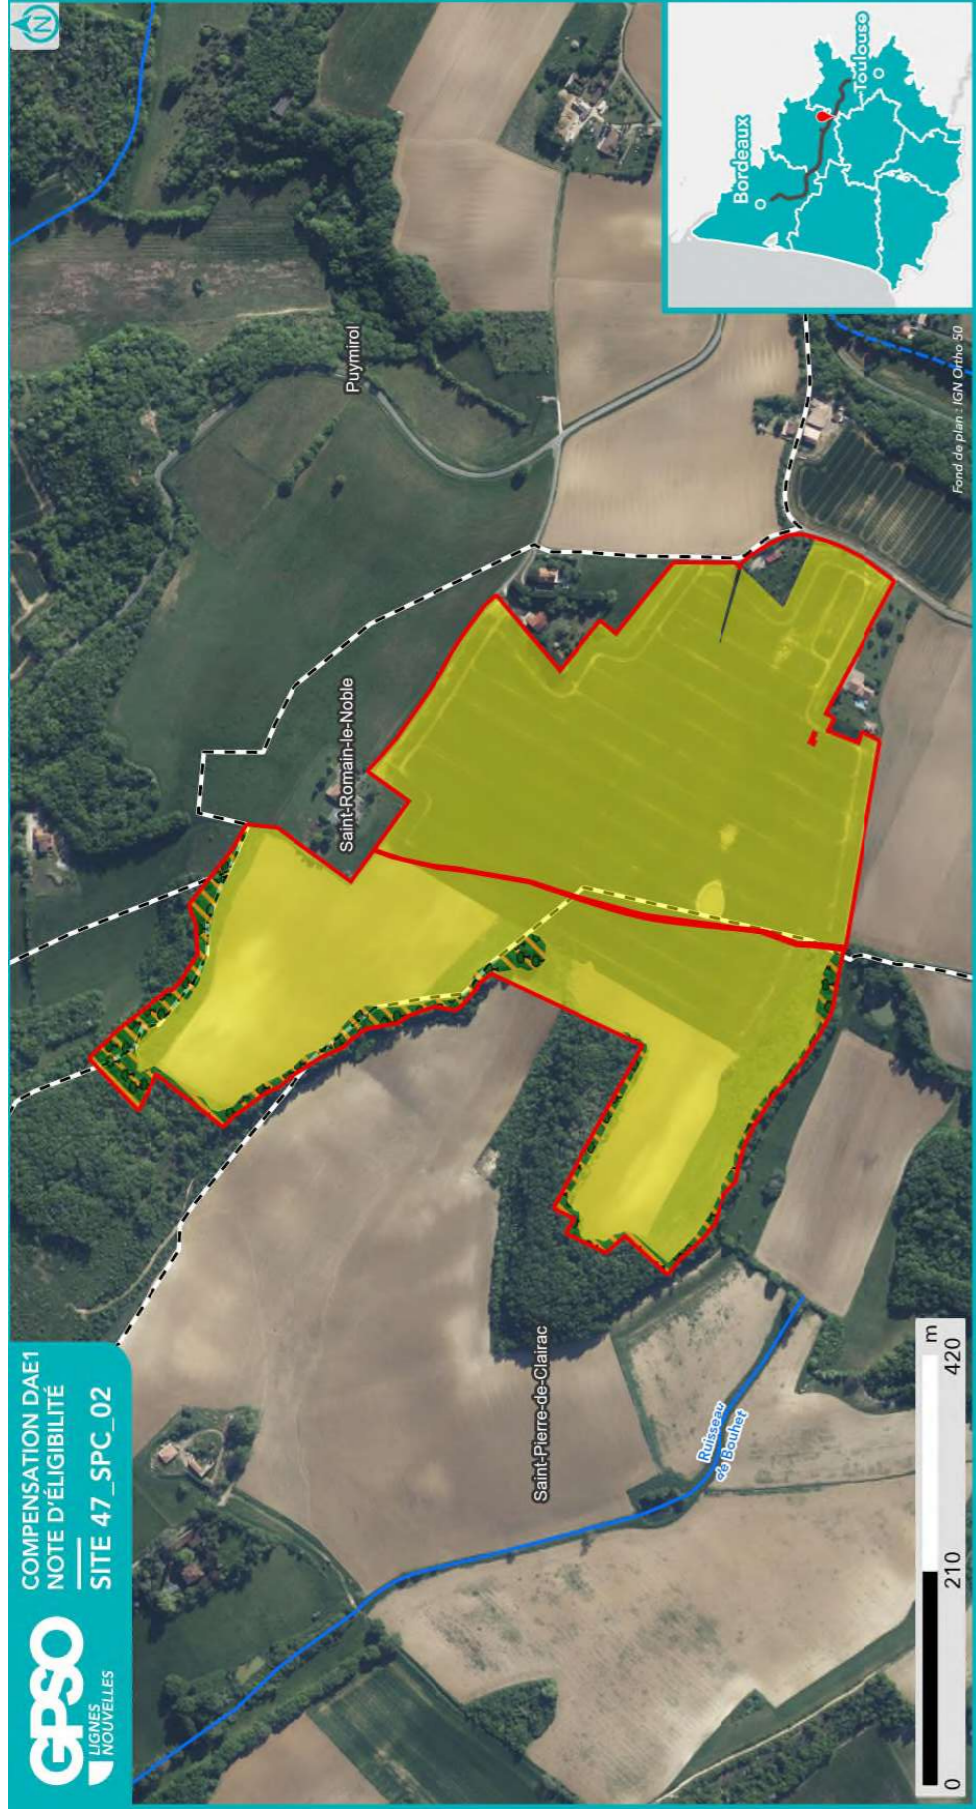 GPSO
LIGNES
NOUVELLES
COMPENSATION DAE1
NOTE D'ÉLIGIBILITÉ
SITE 47_SPC_02
N
Puymirol
Saint-Romain-le-Noble
Saint-Pierre-de-Clairac
Ruisseau
de Bouhet
0 210 420 m
Bordeaux
Toulouse
Fond de plan : IGN Ortho 50